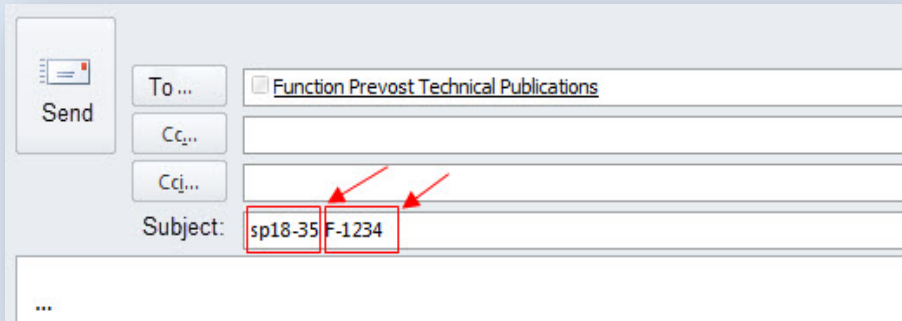 Send
To ...
Function Prevost Technical Publications
Cc...
Cci...
Subject:
sp18-35 F-1234
...